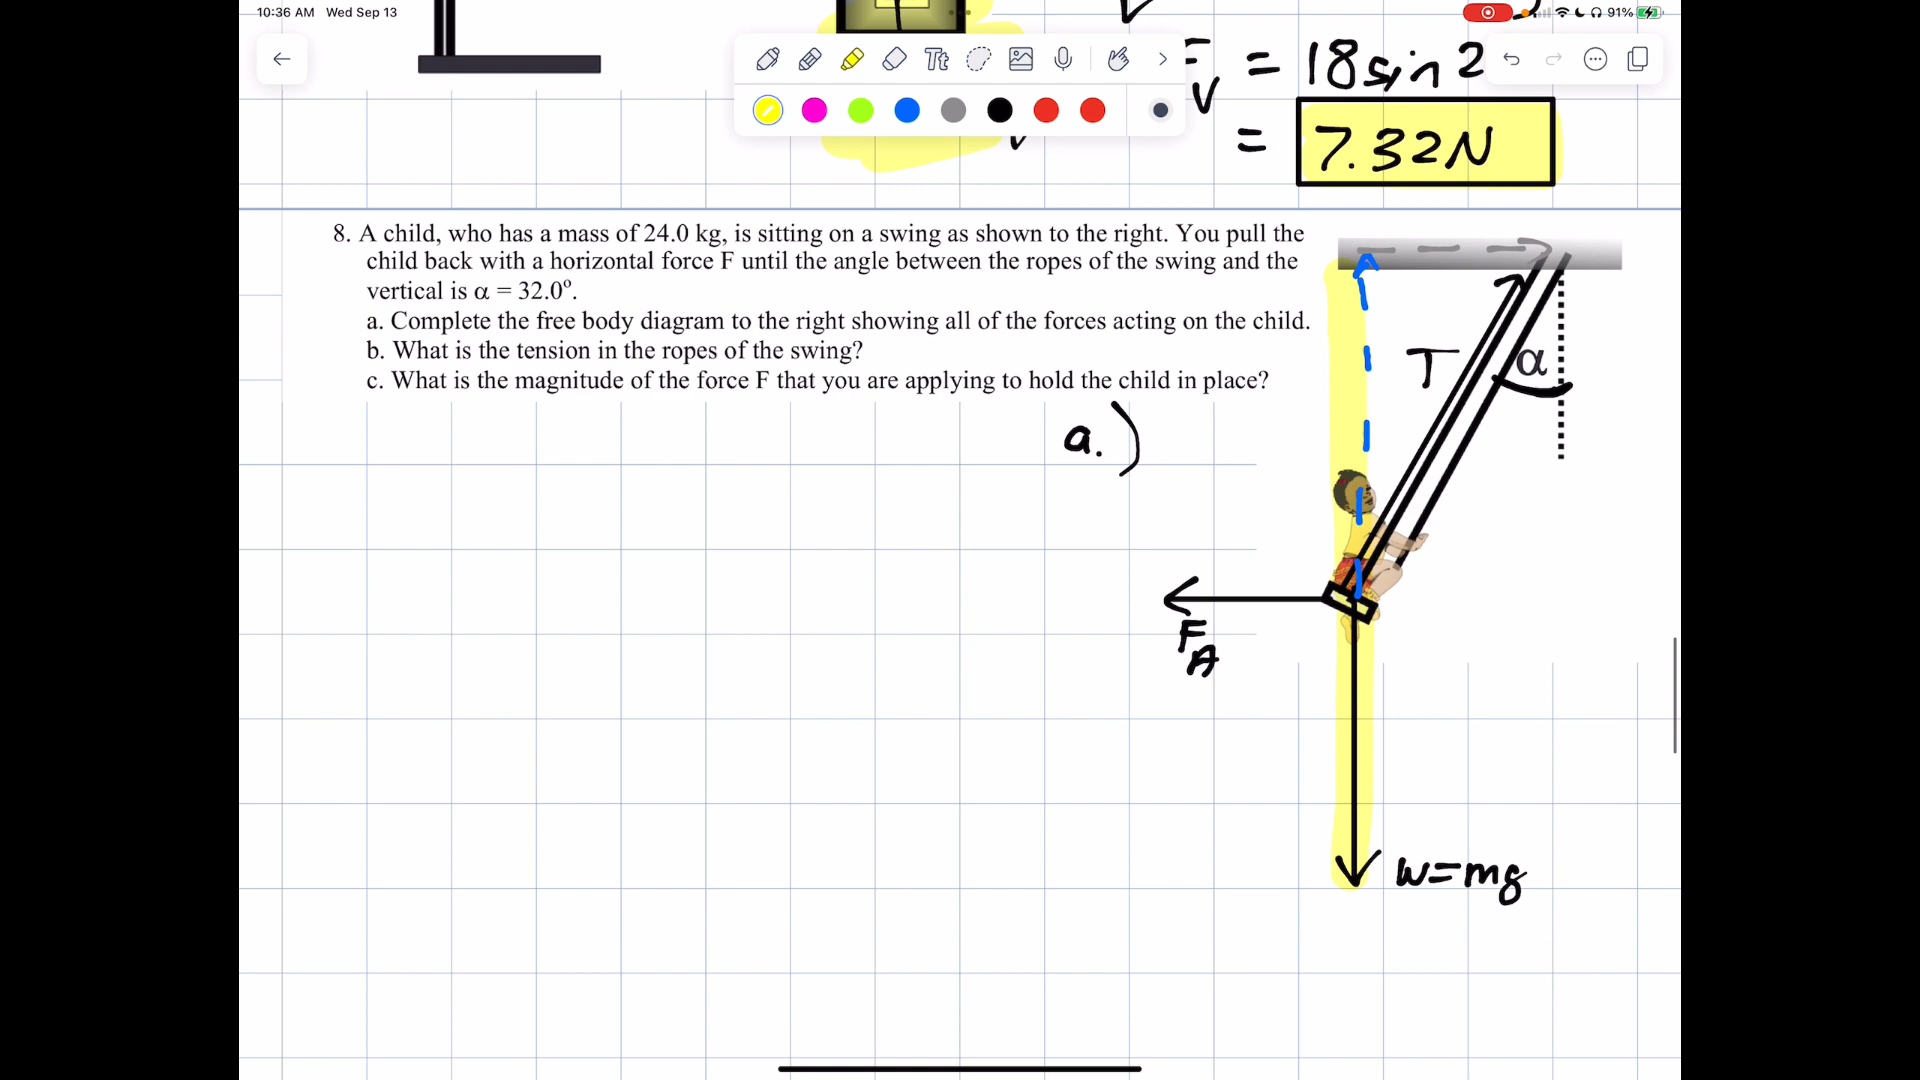 10:36 AM Wed Sep 13
91%
Tt
= 18sin2
V
= 7.32N
8. A child, who has a mass of 24.0 kg, is sitting on a swing as shown to the right. You pull the
child back with a horizontal force F until the angle between the ropes of the swing and the
vertical is α = 32.0º.
a. Complete the free body diagram to the right showing all of the forces acting on the child.
b. What is the tension in the ropes of the swing?
c. What is the magnitude of the force F that you are applying to hold the child in place?
T
α
a.)
F
A
w=mg